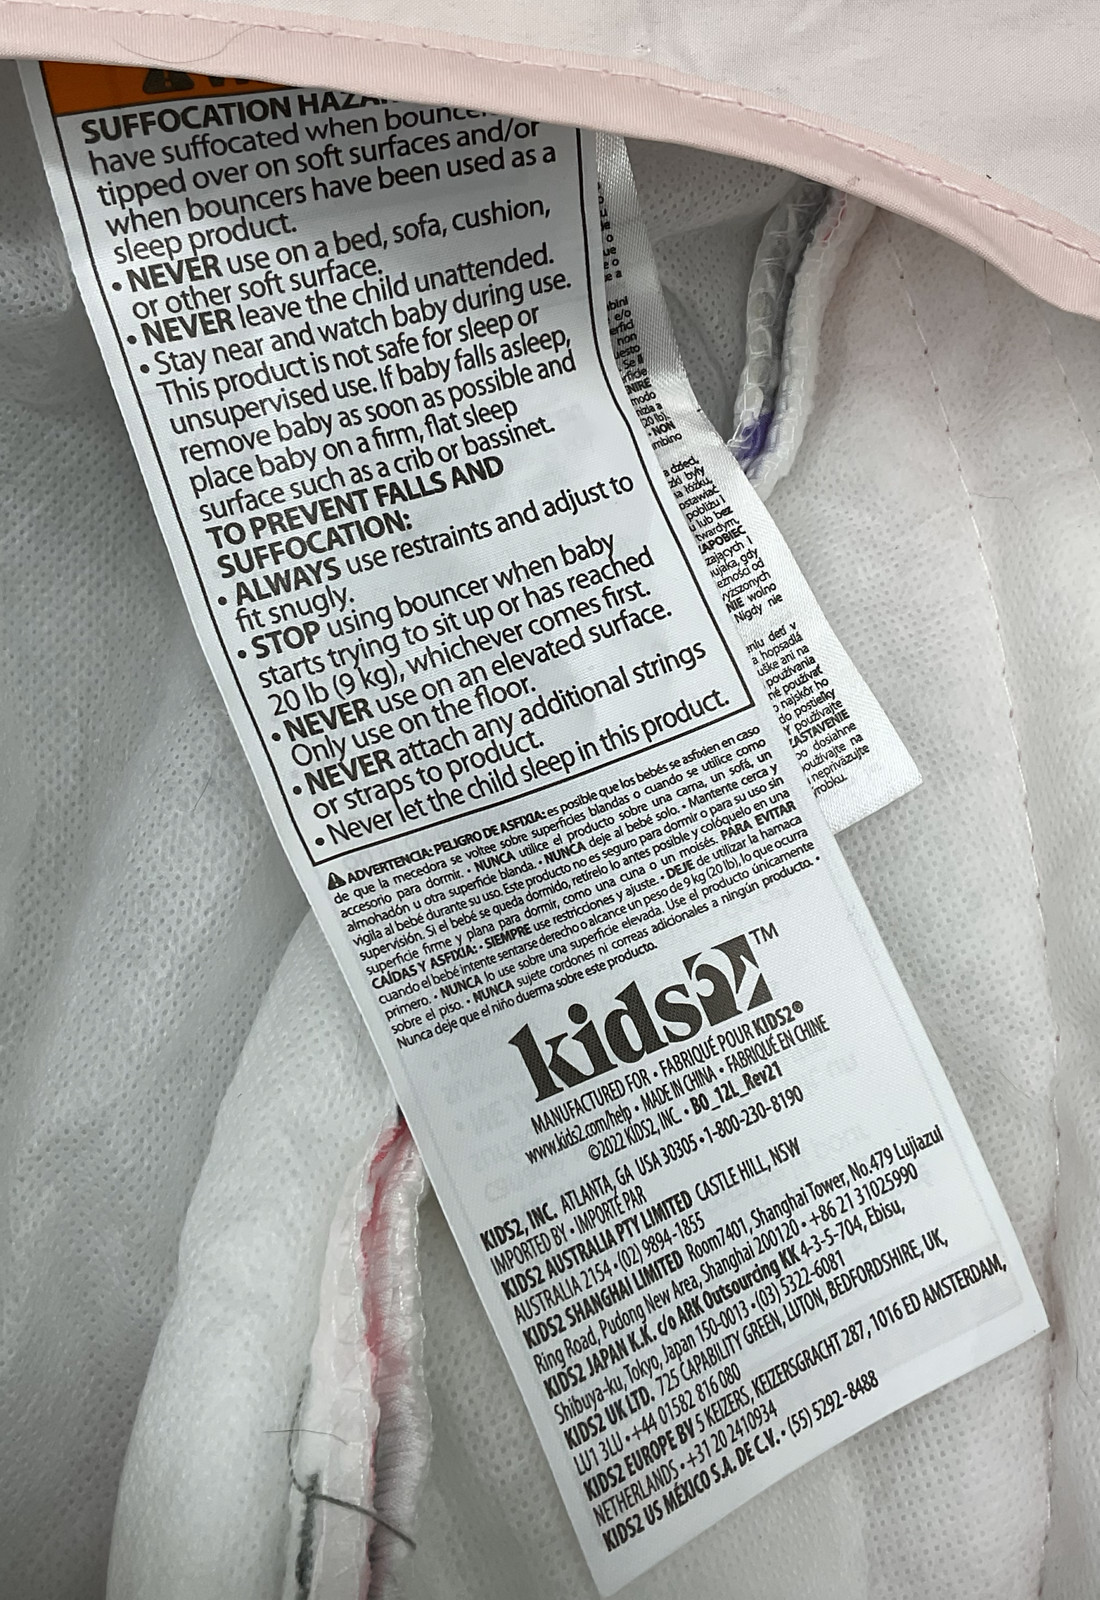 SUFFOCATION
have suffocated when
tipped over on soft surfaces and/or
when bouncers have been used as a
sleep product.
• NEVER use on a bed, sofa, cushion,
or other soft surface.
• NEVER leave the child unattended.
• Stay near and watch baby during use.
This product is not safe for sleep or
unsupervised use. If baby falls asleep,
remove baby as soon as possible and
place baby on a firm, flat sleep
surface such as a crib or bassinet.
TO PREVENT FALLS AND
SUFFOCATION:
• ALWAYS use restraints and adjust to
fit snugly.
• STOP using bouncer when baby
starts trying to sit up or has reached
20 lb (9 kg), whichever comes first.
• NEVER use on an elevated surface.
Only use on the floor.
• NEVER attach any additional strings
or straps to product.
• Never let the child sleep in this product.
ADVERTENCIA: PELIGRO DE ASFIXIA: es posible que los bebés se asfixien en caso
de que la mecedora se voltee sobre superficies blandas o cuando se utilice como
accesorio para dormir. • NUNCA utilice el producto sobre una cama, un sofá, un
almohadón u otra superficie blanda. • NUNCA deje al bebé solo. • Mantente cerca y
vigila al bebé durante su uso. Este producto no es seguro para dormir o para su uso sin
supervisión. Si el bebé se queda dormido, retírelo lo antes posible y colóquelo en una
superficie firme y plana para dormir, como una cuna o un moisés. PARA EVITAR
CAÍDAS Y ASFIXIA: • SIEMPRE use restricciones y ajuste. • DEJE de utilizar la hamaca
cuando el bebé intente sentarse derecho o alcance un peso de 9 kg (20 lb), lo que ocurra
primero. • NUNCA lo use sobre una superficie elevada. Use el producto únicamente
sobre el piso. • NUNCA sujete cordones ni correas adicionales a ningún producto. •
Nunca deje que el niño duerma sobre este producto.
kids2™
MANUFACTURED FOR • FABRIQUÉ POUR KIDS2®
www.kids2.com/help • MADE IN CHINA • FABRIQUÉ EN CHINE
©2022 KIDS2, INC. • BO_12L_Rev21
KIDS2, INC. ATLANTA, GA USA 30305 • 1-800-230-8190
IMPORTED BY • IMPORTÉ PAR
KIDS2 AUSTRALIA PTY LIMITED CASTLE HILL, NSW
AUSTRALIA 2154 • (02) 9894-1855
KIDS2 SHANGHAI LIMITED Room7401, Shanghai Tower, No.479 Lujiazui
Ring Road, Pudong New Area, Shanghai 200120 • +86 21 31025990
KIDS2 JAPAN K.K. c/o ARK Outsourcing KK 4-3-5-704, Ebisu,
Shibuya-ku, Tokyo, Japan 150-0013 • (03) 5322-6081
KIDS2 UK LTD. 725 CAPABILITY GREEN, LUTON, BEDFORDSHIRE, UK,
LU1 3LU • +44 01582 816 080
KIDS2 EUROPE BV 5 KEIZERS, KEIZERSGRACHT 287, 1016 ED AMSTERDAM,
NETHERLANDS • +31 20 2410934
KIDS2 US MÉXICO S.A. DE C.V. • (55) 5292-8488